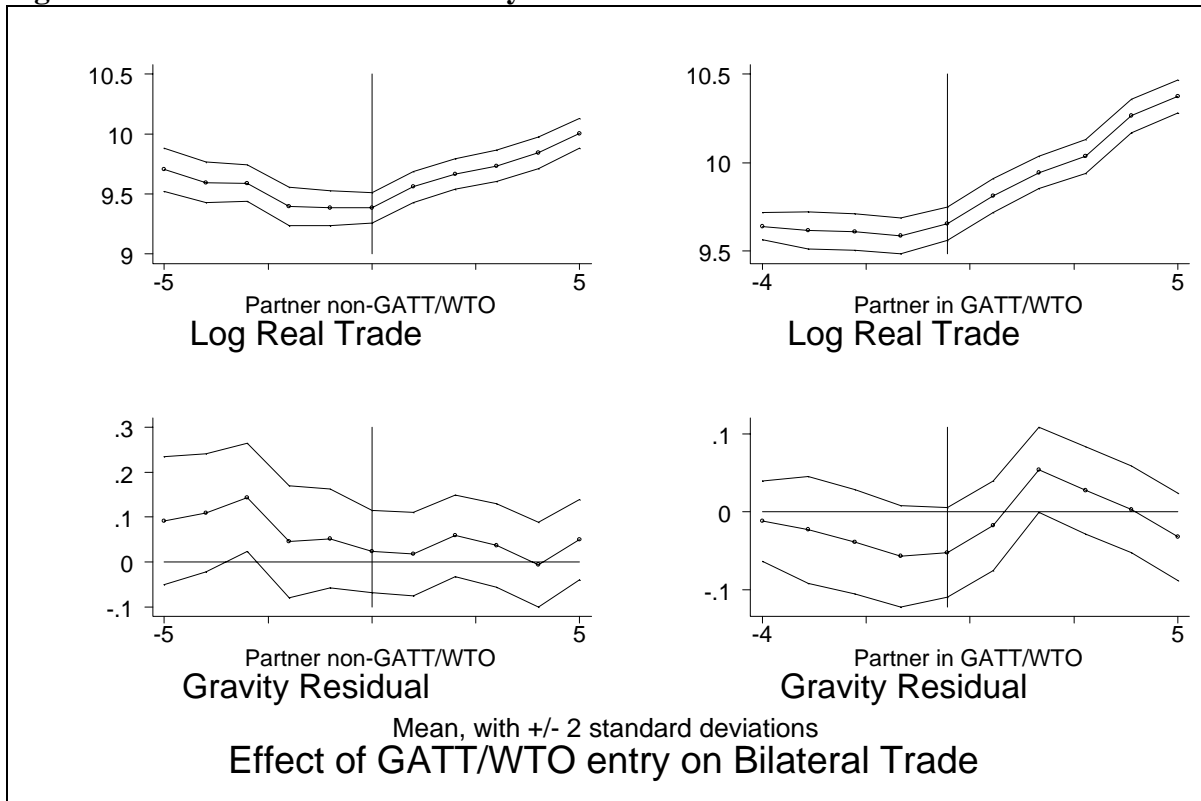 10.5
10
9.5
9
-5 5
Partner non-GATT/WTO
Log Real Trade
10.5
10
9.5
-4 5
Partner in GATT/WTO
Log Real Trade
.3
.2
.1
0
-.1
-5 5
Partner non-GATT/WTO
Gravity Residual
.1
0
-.1
-4 5
Partner in GATT/WTO
Gravity Residual
Mean, with +/- 2 standard deviations
Effect of GATT/WTO entry on Bilateral Trade